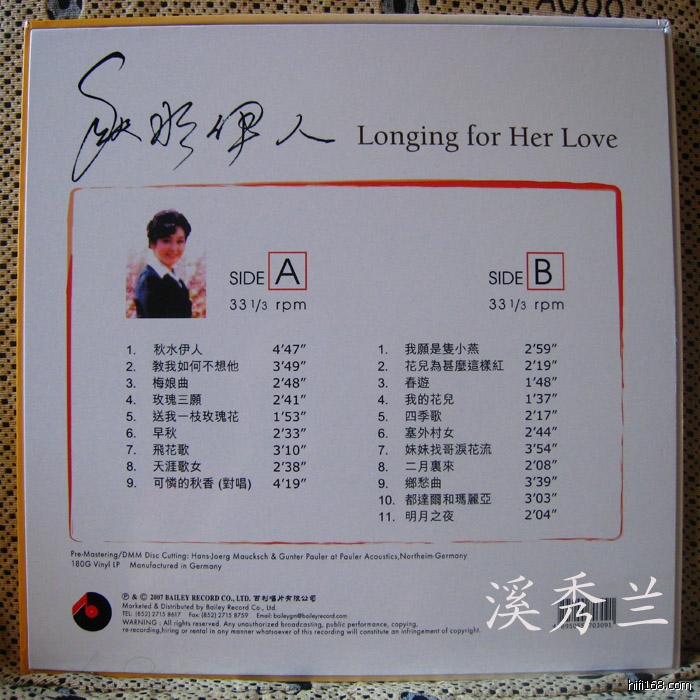 秋水伊人 Longing for Her Love
SIDE A
33 1/3 rpm
1. 秋水伊人 4'47"
2. 教我如何不想他 3'49"
3. 梅娘曲 2'48"
4. 玫瑰三願 2'41"
5. 送我一枝玫瑰花 1'53"
6. 早秋 2'33"
7. 飛花歌 3'10"
8. 天涯歌女 2'38"
9. 可憐的秋香 (對唱) 4'19"
SIDE B
33 1/3 rpm
1. 我願是隻小燕 2'59"
2. 花兒為甚麼這樣紅 2'19"
3. 春遊 1'48"
4. 我的花兒 1'37"
5. 四季歌 2'17"
6. 塞外村女 2'44"
7. 妹妹找哥淚花流 3'54"
8. 二月裏來 2'08"
9. 鄉愁曲 3'39"
10. 都達爾和瑪麗亞 3'03"
11. 明月之夜 2'04"
Pre-Mastering/DMM Disc Cutting: Hans-Joerg Maucksch & Gunter Pauler at Pauler Acoustics,Northeim-Germany
180G Vinyl LP Manufactured in Germany
℗ & © 2007 BAILEY RECORD CO., LTD. 百利唱片有限公司
Marketed & Distributed by Bailey Record Co., Ltd.
TEL: (852) 2715 8617 Fax: (852) 2715 8759 Email: baileygn@baileyrecord.com
WARNING : All rights reserved. Any unauthorized broadcasting, public performance, copying,
re-recording,hiring or rental in any manner whatsoever of this recording will constitute an infringement of copyright.
溪秀兰
hifi168.com